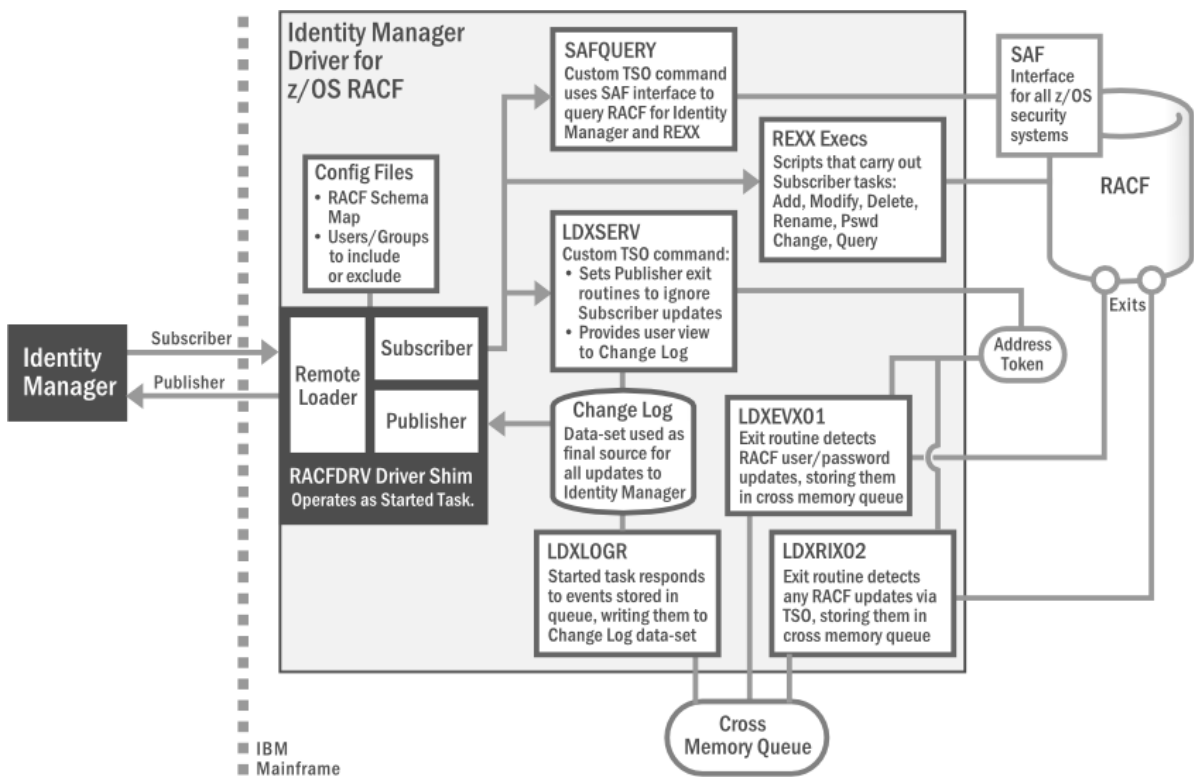 Identity Manager
Driver for
z/OS RACF
SAFQUERY
Custom TSO command
uses SAF interface to
query RACF for Identity
Manager and REXX
SAF
Interface
for all z/OS
security
systems
RACF
REXX Execs
Scripts that carry out
Subscriber tasks:
Add, Modify, Delete,
Rename, Pswd
Change, Query
Config Files
• RACF Schema
Map
• Users/Groups
to include
or exclude
LDXSERV
Custom TSO command:
• Sets Publisher exit
routines to ignore
Subscriber updates
• Provides user view
to Change Log
Exits
Address
Token
Identity
Manager
Subscriber
Publisher
Remote
Loader
Subscriber
Publisher
RACFDRV Driver Shim
Operates as Started Task.
Change Log
Data-set used as
final source for
all updates to
Identity Manager
LDXEVX01
Exit routine detects
RACF user/password
updates, storing them
in cross memory queue
LDXLOGR
Started task responds
to events stored in
queue, writing them to
Change Log data-set
LDXRIX02
Exit routine detects
any RACF updates via
TSO, storing them in
cross memory queue
Cross
Memory Queue
IBM
Mainframe